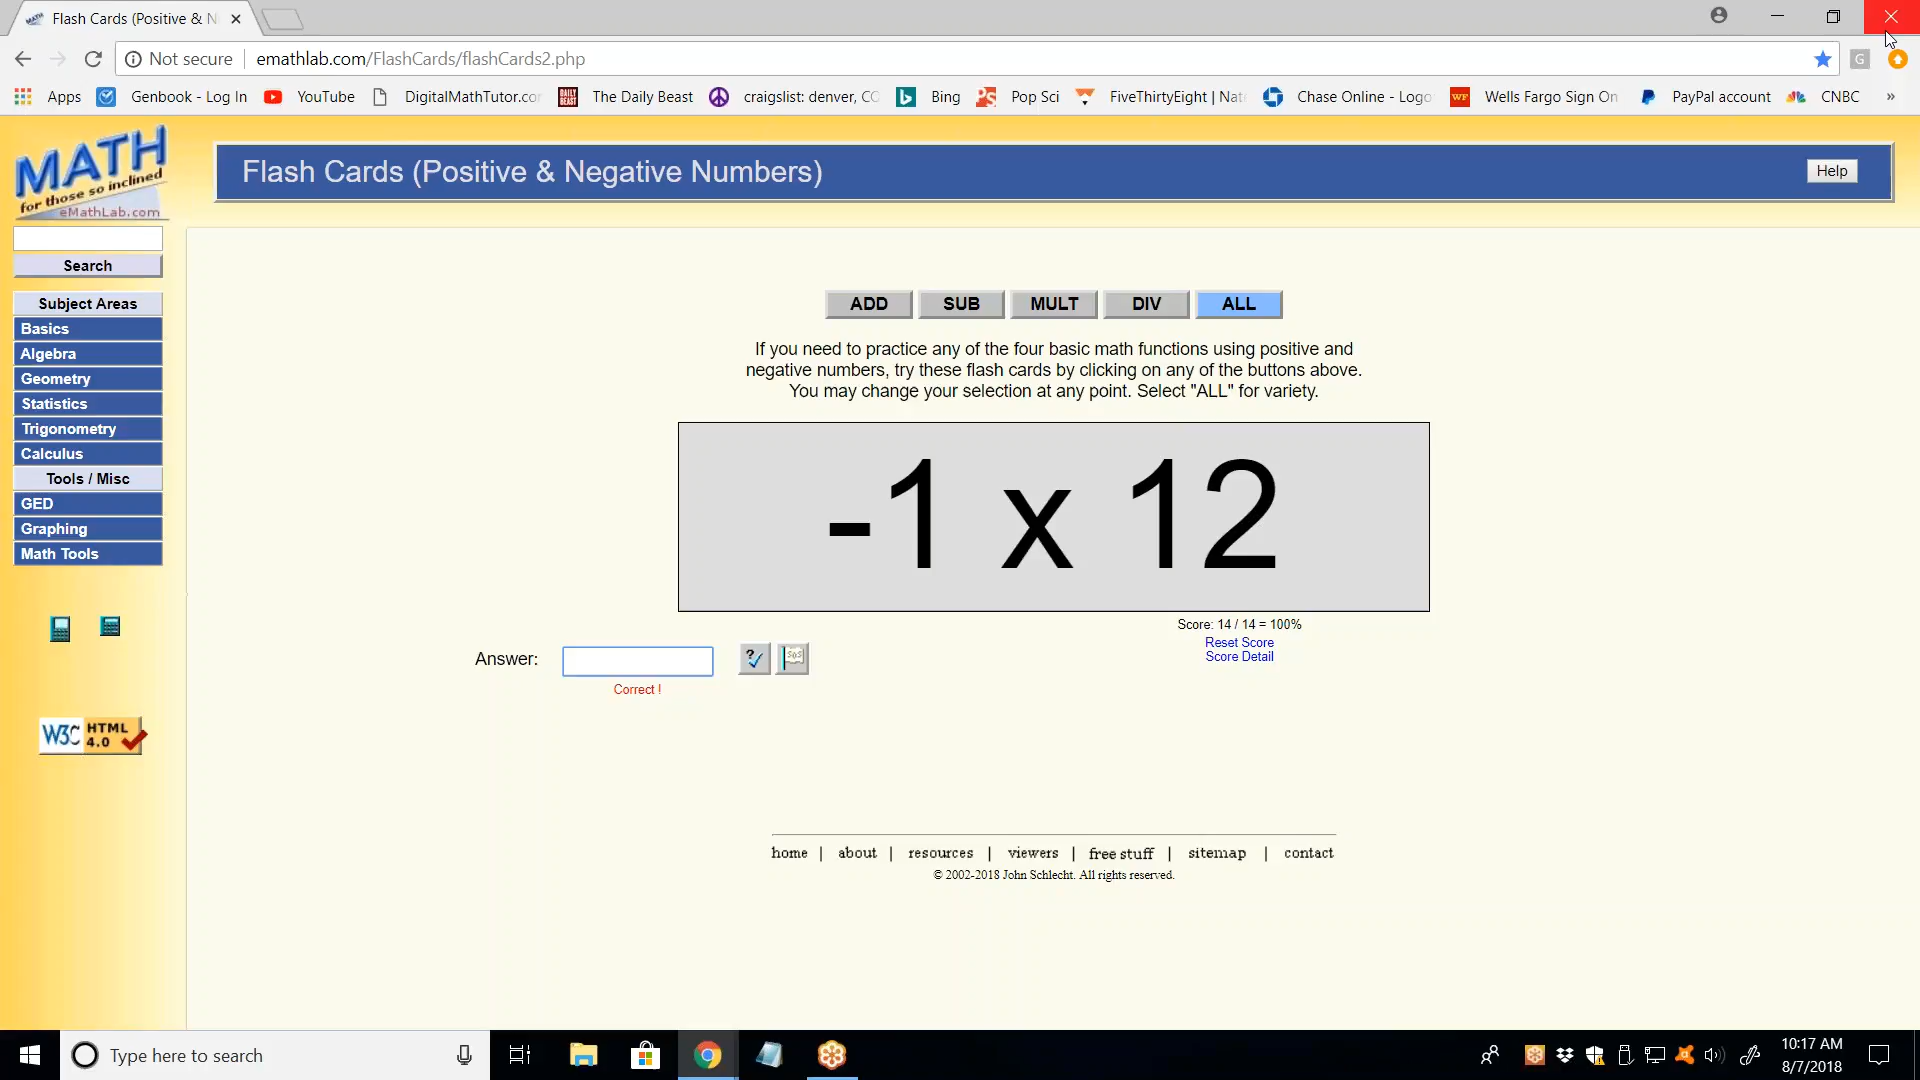 Flash Cards (Positive & N
Not secure
emathlab.com/FlashCards/flashCards2.php
G
Apps
Genbook - Log In
YouTube
DigitalMathTutor.co
The Daily Beast
craigslist: denver, CO
Bing
PS
Pop Sci
FiveThirtyEight | Nat
Chase Online - Logo
WF
Wells Fargo Sign On
PayPal account
CNBC
»
MATH
for those so inclined
eMathLab.com
Flash Cards (Positive & Negative Numbers)
Help
Search
Subject Areas
Basics
Algebra
Geometry
Statistics
Trigonometry
Calculus
Tools / Misc
GED
Graphing
Math Tools
W3C HTML 4.0
ADD SUB MULT DIV ALL
If you need to practice any of the four basic math functions using positive and
negative numbers, try these flash cards by clicking on any of the buttons above.
You may change your selection at any point. Select "ALL" for variety.
-1 x 12
Score: 14 / 14 = 100%
Reset Score
Score Detail
Answer:
SOS
Correct !
home | about | resources | viewers | free stuff | sitemap | contact
© 2002-2018 John Schlecht. All rights reserved.
Type here to search
10:17 AM
8/7/2018